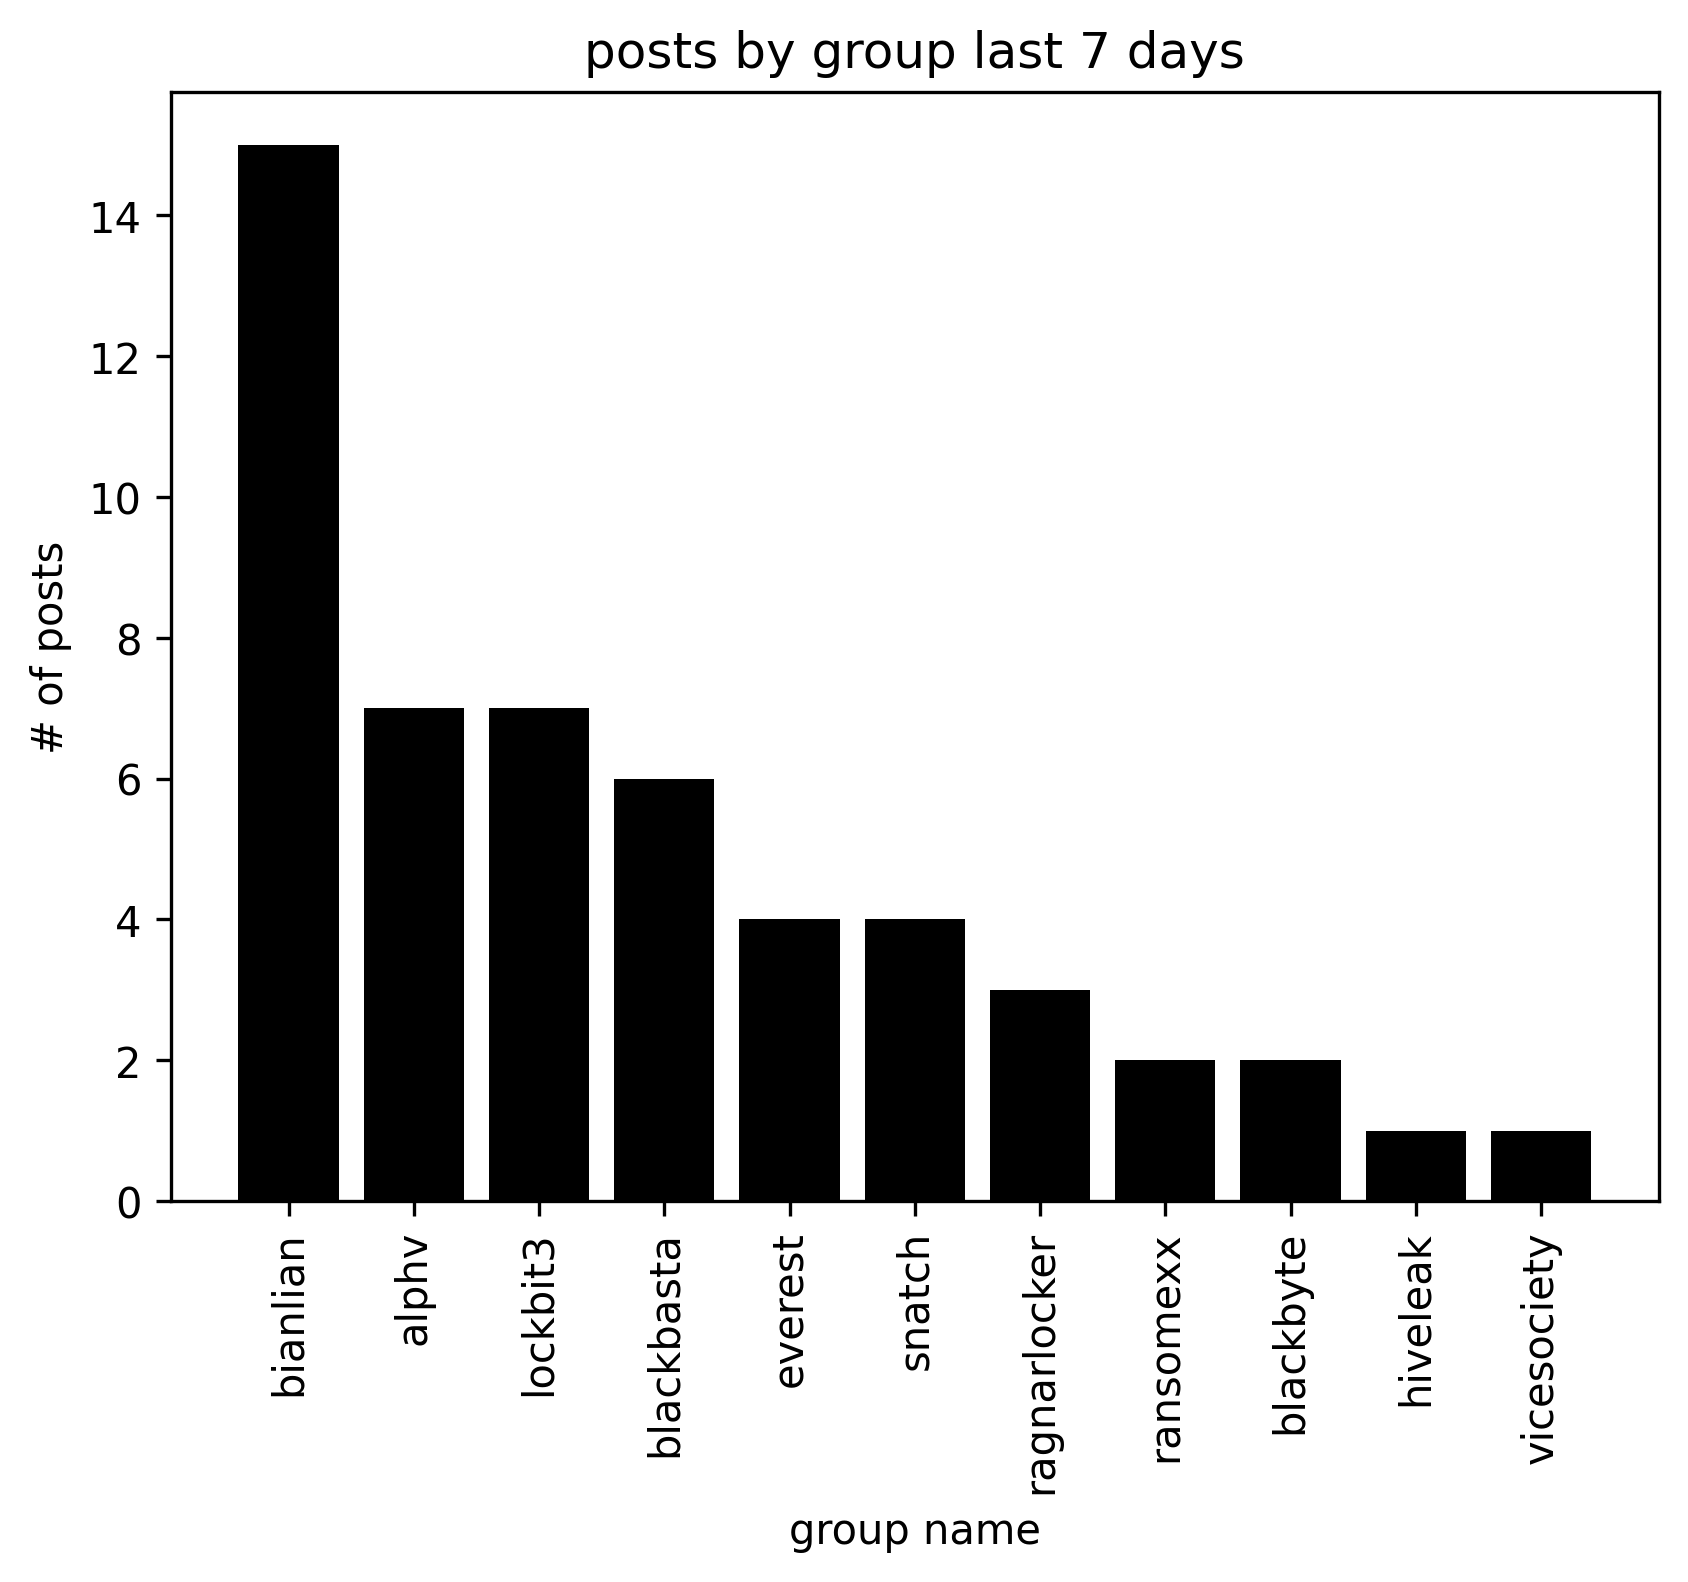 posts by group last 7 days
14
12
10
8
6
4
2
0
# of posts
bianlian
alphv
lockbit3
blackbasta
everest
snatch
ragnarlocker
ransomexx
blackbyte
hiveleak
vicesociety
group name